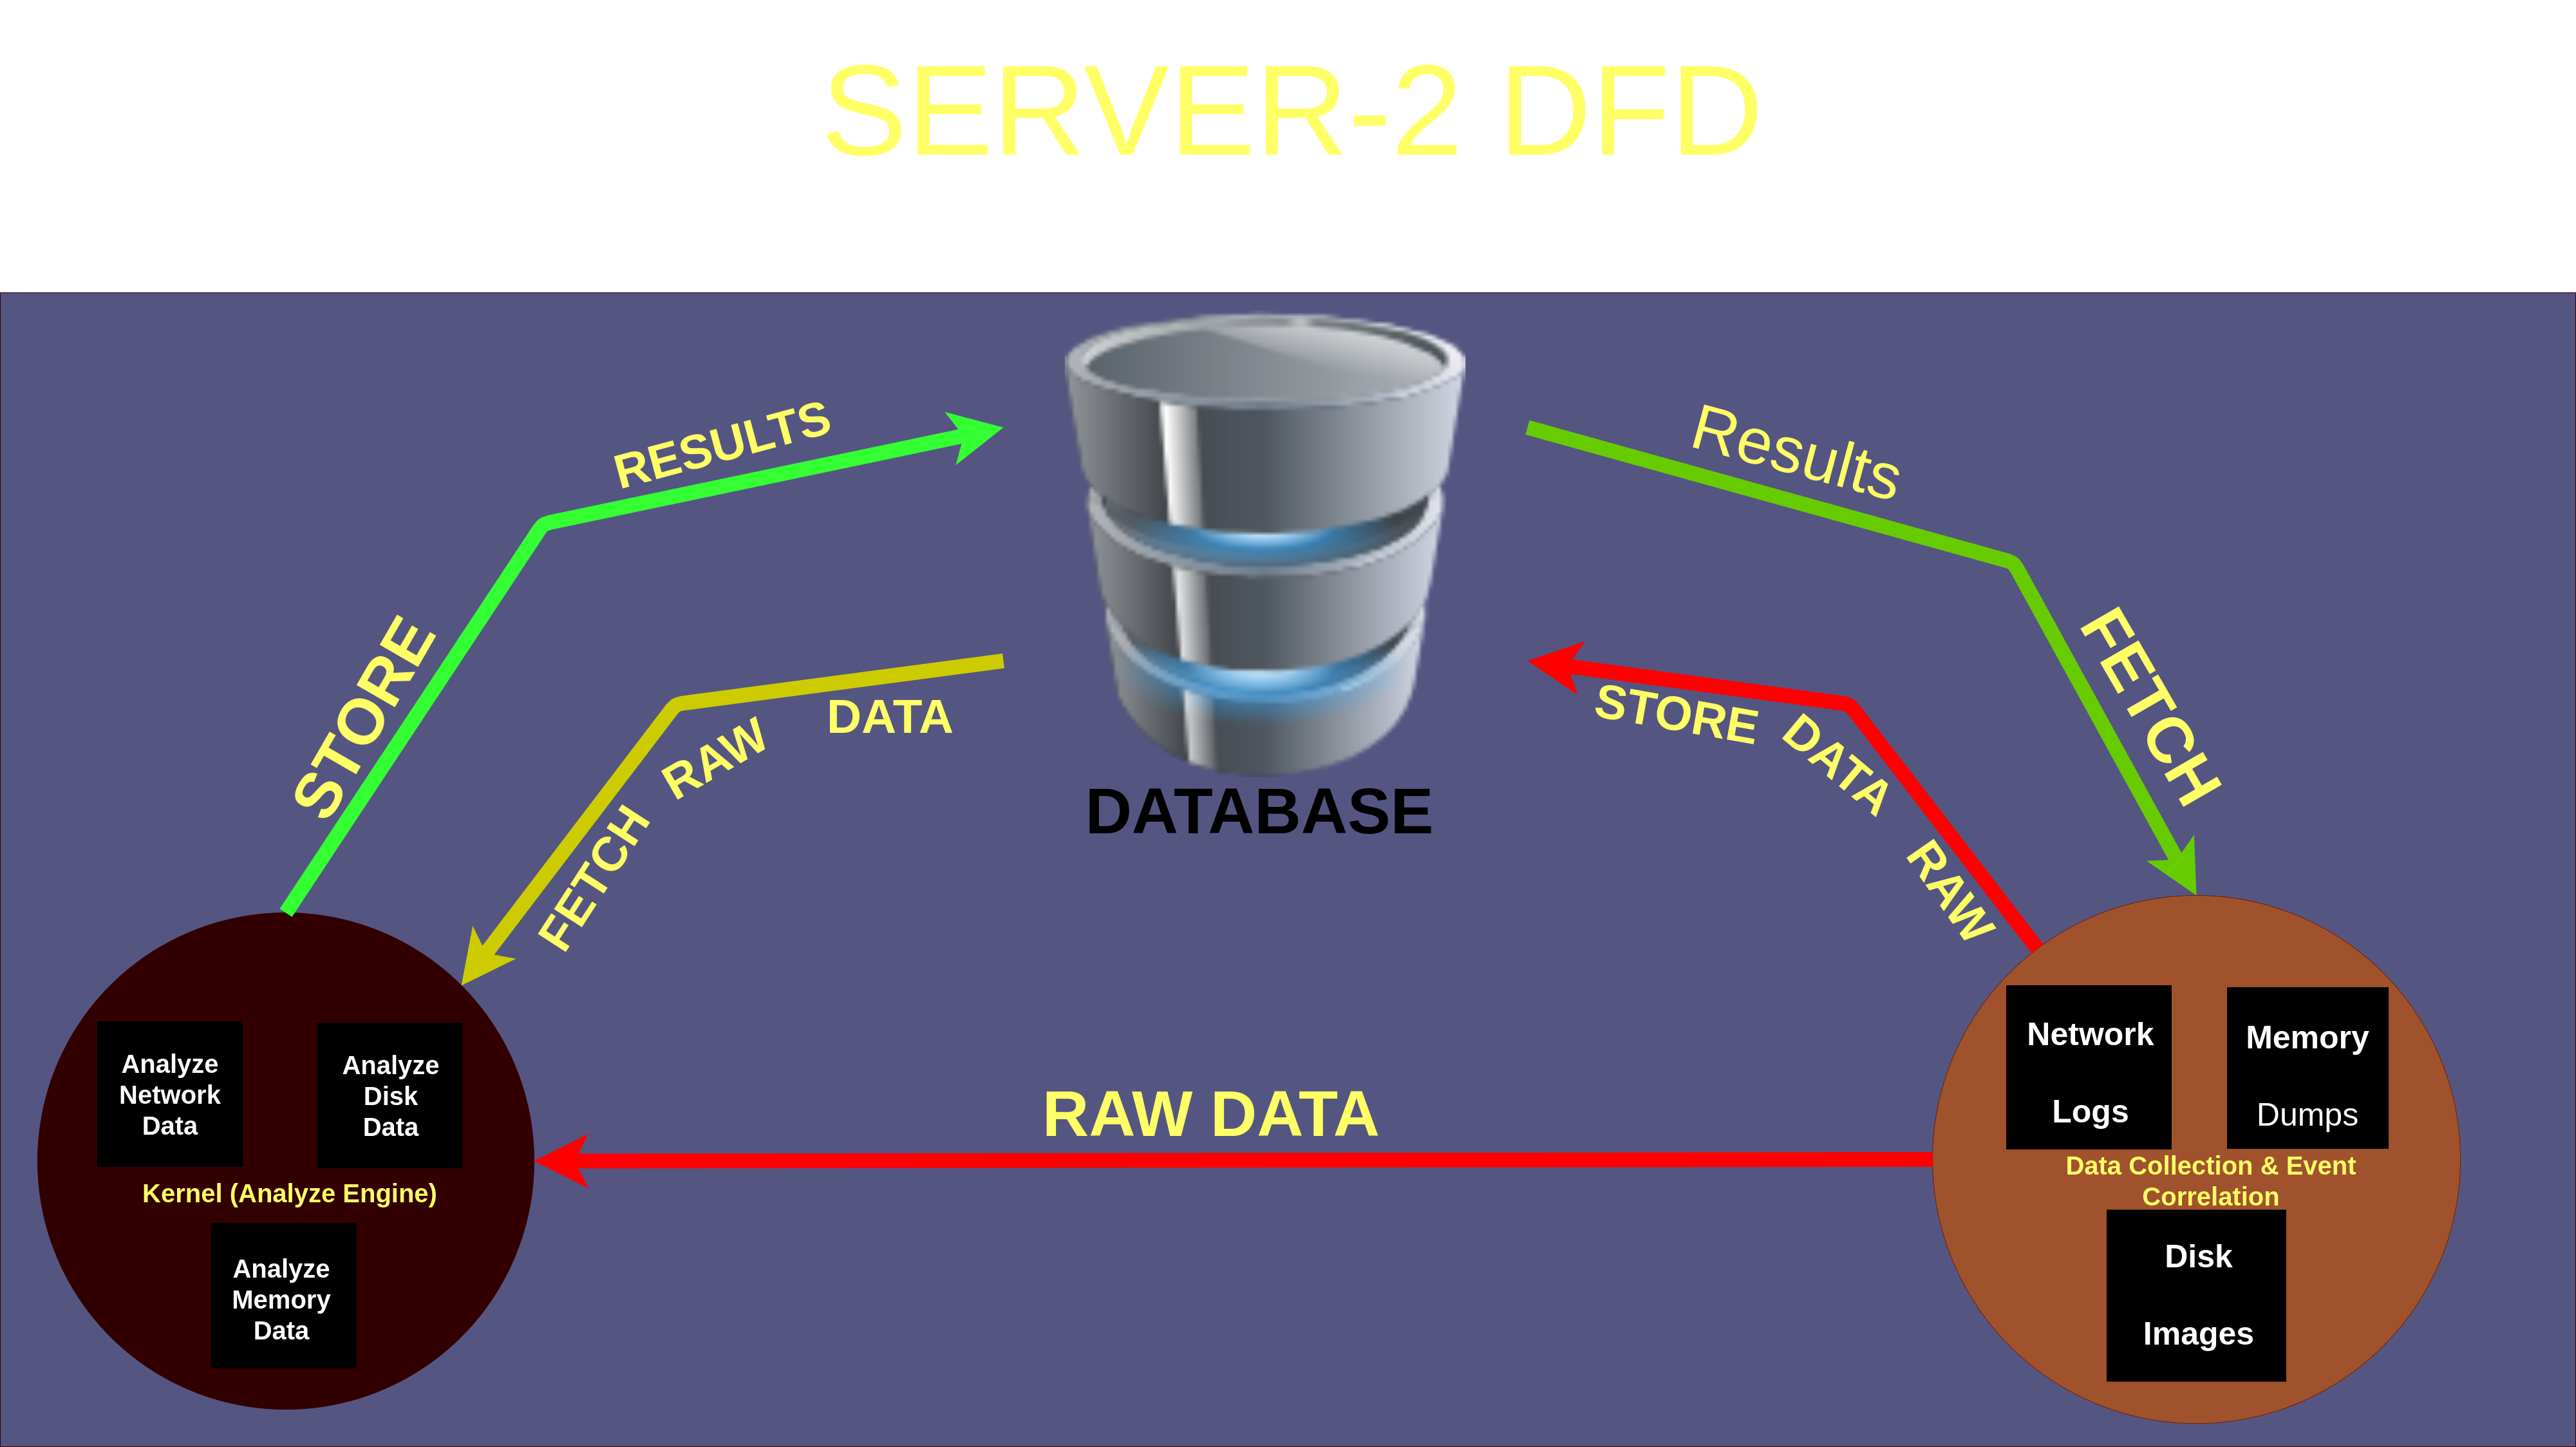 SERVER-2 DFD
RESULTS
STORE
Results
FETCH
DATA
RAW
FETCH
STORE
DATA
RAW
DATABASE
RAW DATA
Analyze
Network
Data
Analyze
Disk
Data
Kernel (Analyze Engine)
Analyze
Memory
Data
Network
Logs
Memory
Dumps
Data Collection & Event
Correlation
Disk
Images